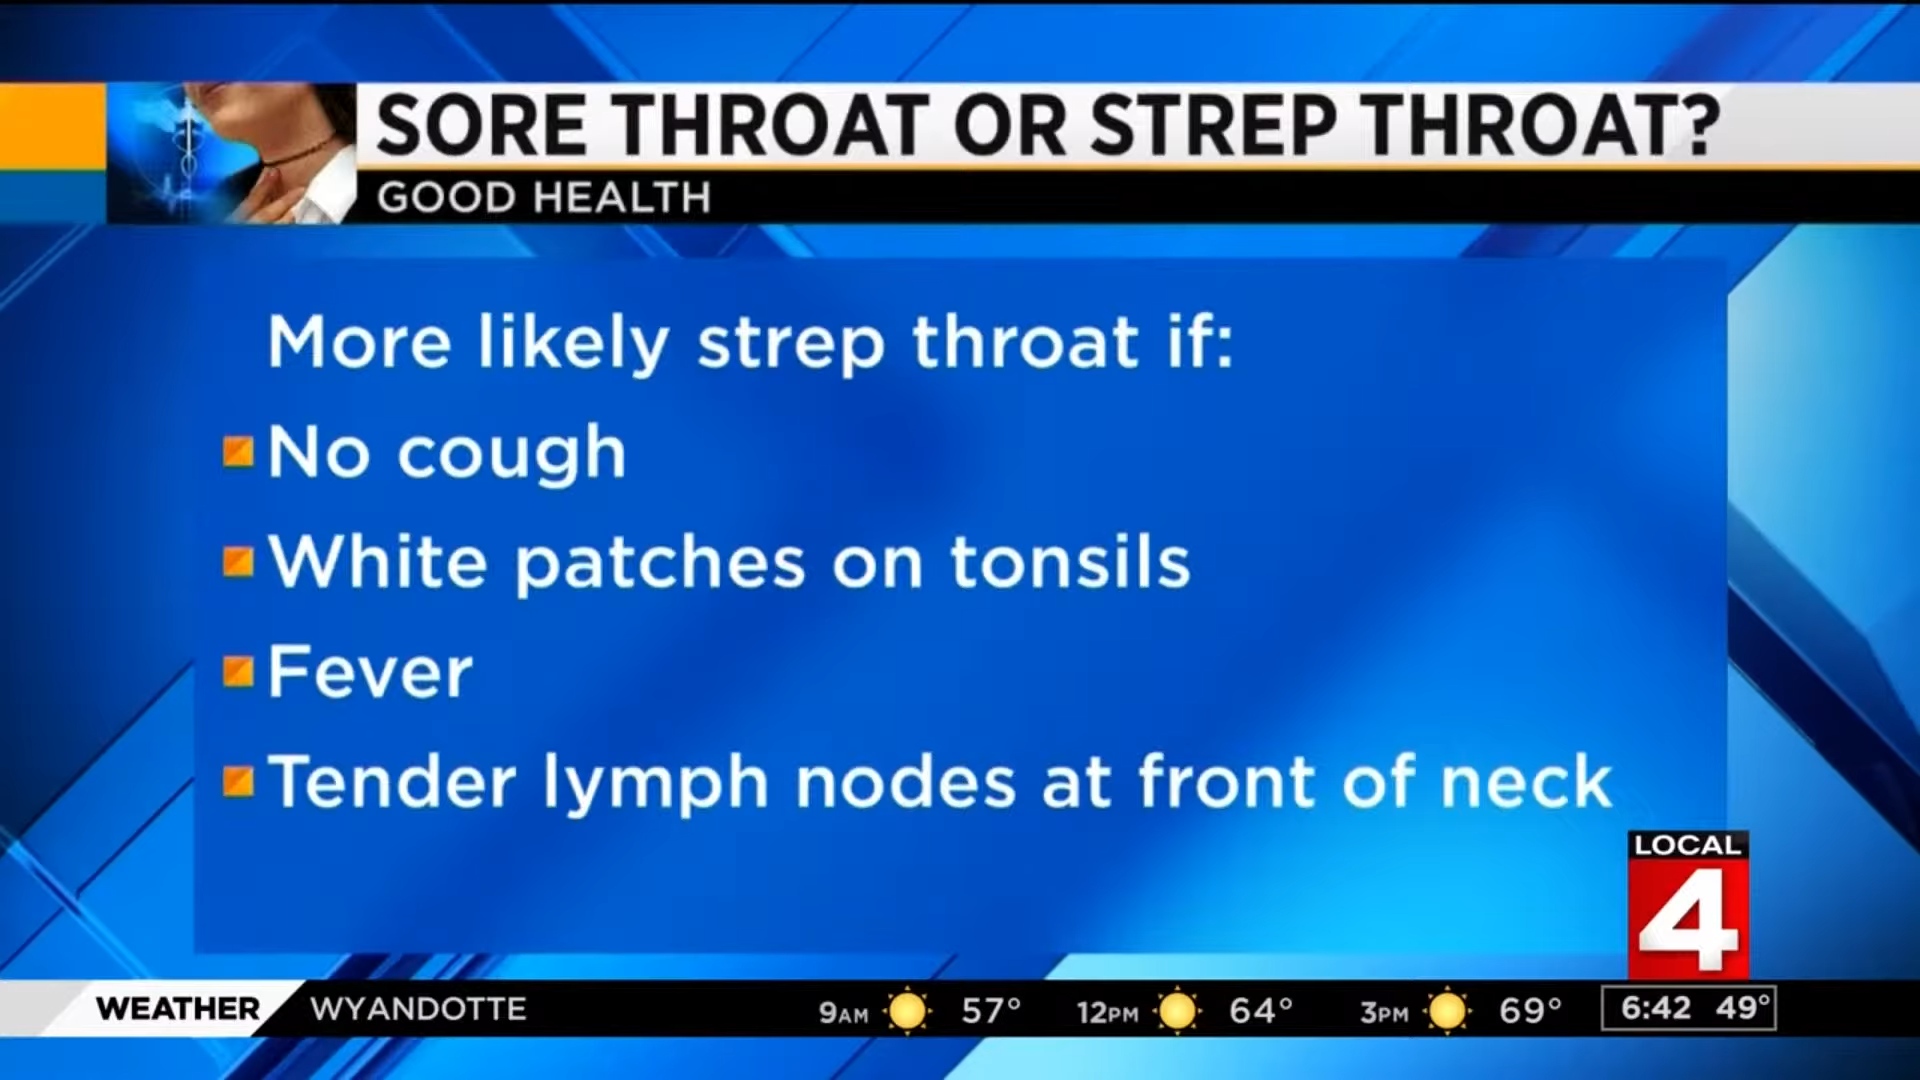 SORE THROAT OR STREP THROAT?
GOOD HEALTH
More likely strep throat if:
No cough
White patches on tonsils
Fever
Tender lymph nodes at front of neck
LOCAL
4
WEATHER WYANDOTTE 9AM 57° 12PM 64° 3PM 69° 6:42 49°